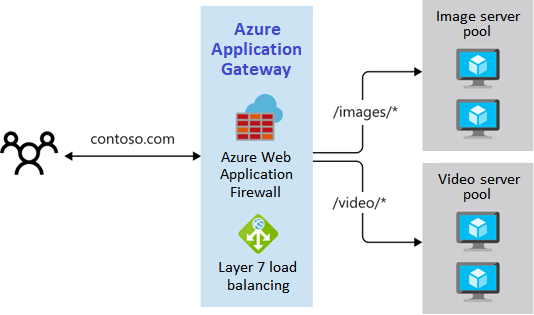 contoso.com
Azure
Application
Gateway
Azure Web
Application
Firewall
Layer 7 load
balancing
/images/*
/video/*
Image server
pool
Video server
pool